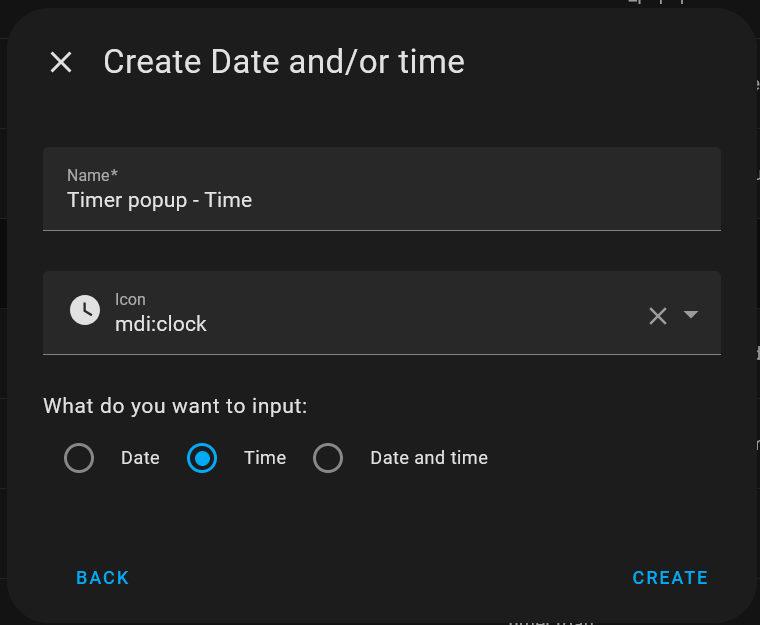 Create Date and/or time
Name*
Timer popup - Time
Icon
mdi:clock
What do you want to input:
Date
Time
Date and time
BACK
CREATE